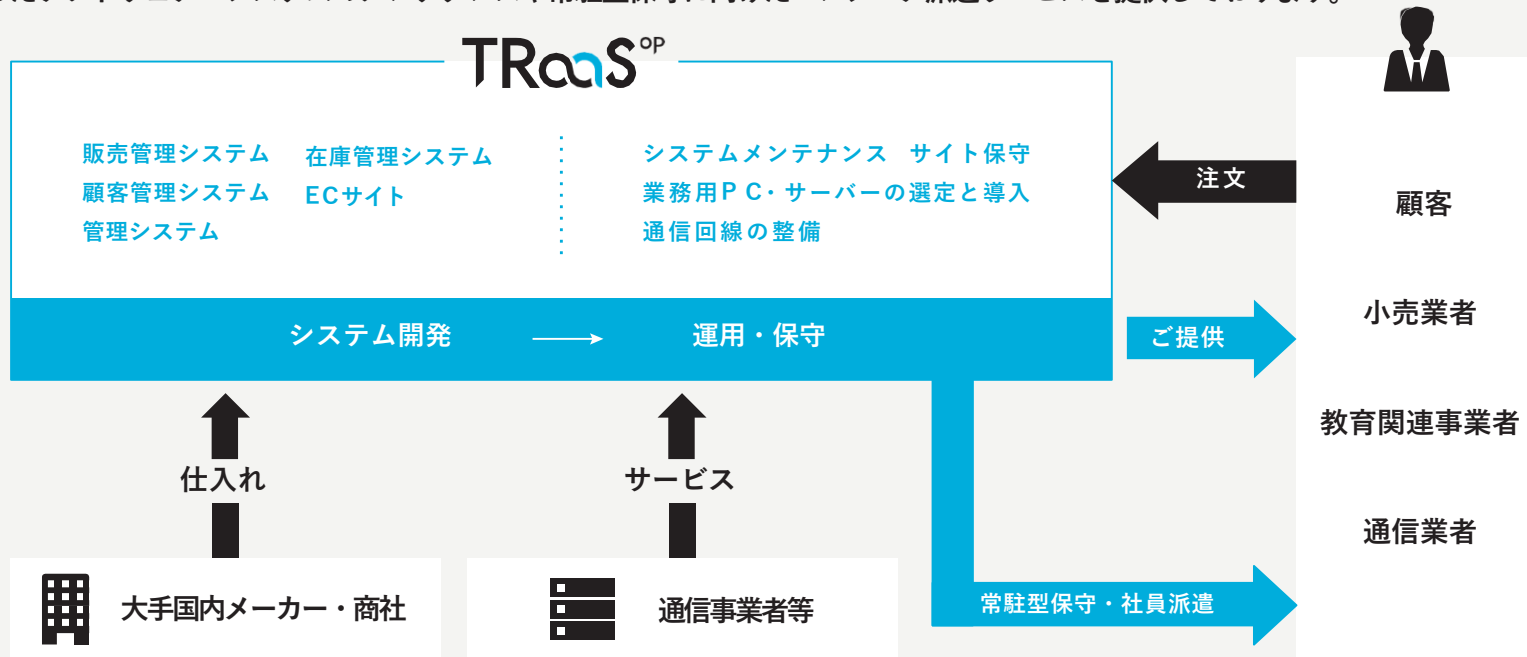 TRaaS OP
販売管理システム 在庫管理システム
顧客管理システム ECサイト
管理システム
システムメンテナンス サイト保守
業務用PC・サーバーの選定と導入
通信回線の整備
システム開発
運用・保守
注文
ご提供
顧客
小売業者
教育関連事業者
通信業者
仕入れ
サービス
大手国内メーカー・商社
通信事業者等
常駐型保守・社員派遣